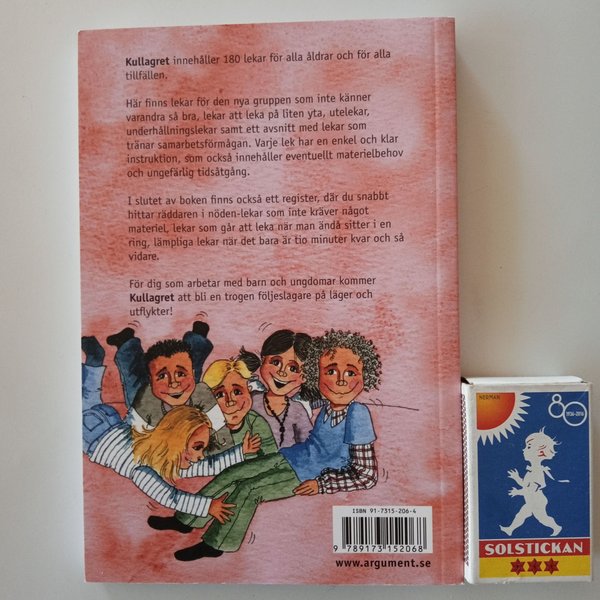 Kullagret innehåller 180 lekar för alla åldrar och för alla
tillfällen.
Här finns lekar för den nya gruppen som inte känner
varandra så bra, lekar att leka på liten yta, utelekar,
underhållningslekar samt ett avsnitt med lekar som
tränar samarbetsförmågan. Varje lek har en enkel och klar
instruktion, som också innehåller eventuellt materielbehov
och ungefärlig tidsåtgång.
I slutet av boken finns också ett register, där du snabbt
hittar räddaren i nöden-lekar som inte kräver något
materiel, lekar som går att leka när man ändå sitter i en
ring, lämpliga lekar när det bara är tio minuter kvar och så
vidare.
För dig som arbetar med barn och ungdomar kommer
Kullagret att bli en trogen följeslagare på läger och
utflykter!
ISBN 91-7315-206-4
9 789173 152068
www.argument.se
NERMAN
80
1936-2016
SOLSTICKAN